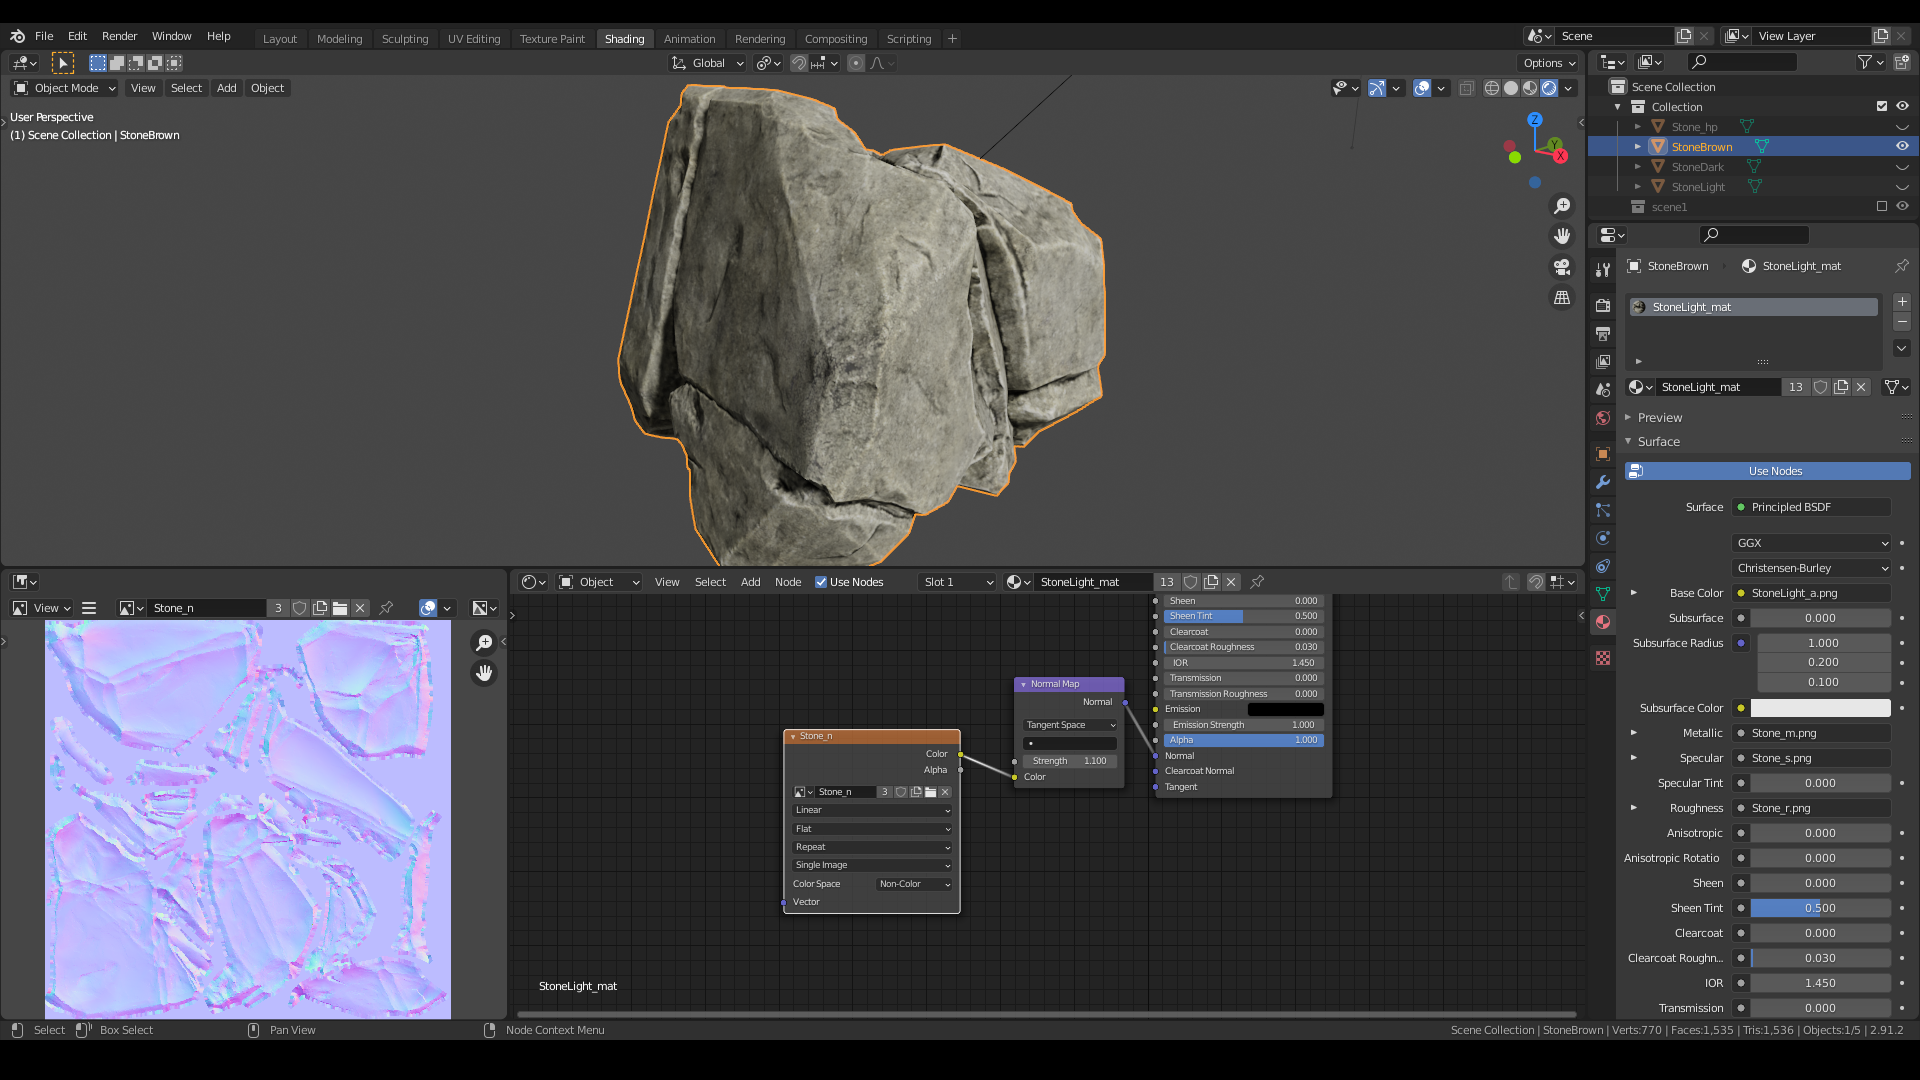 File Edit Render Window Help
Layout Modeling Sculpting UV Editing Texture Paint Shading Animation Rendering Compositing Scripting
Scene
View Layer
Global
Options
Object Mode View Select Add Object
User Perspective
(1) Scene Collection | StoneBrown
Z
Y
X
Scene Collection
Collection
Stone_hp
StoneBrown
StoneDark
StoneLight
scene1
StoneBrown StoneLight_mat
StoneLight_mat
StoneLight_mat 13
Preview
Surface
Use Nodes
Surface Principled BSDF
GGX
Christensen-Burley
Base Color StoneLight_a.png
Subsurface 0.000
Subsurface Radius 1.000
0.200
0.100
Subsurface Color
Metallic Stone_m.png
Specular Stone_s.png
Specular Tint 0.000
Roughness Stone_r.png
Anisotropic 0.000
Anisotropic Rotatio 0.000
Sheen 0.000
Sheen Tint 0.500
Clearcoat 0.000
Clearcoat Roughn... 0.030
IOR 1.450
Transmission 0.000
View Stone_n 3
Object View Select Add Node Use Nodes Slot 1 StoneLight_mat 13
Sheen 0.000
Sheen Tint 0.500
Clearcoat 0.000
Clearcoat Roughness 0.030
IOR 1.450
Transmission 0.000
Transmission Roughness 0.000
Emission
Emission Strength 1.000
Alpha 1.000
Normal
Clearcoat Normal
Tangent
Normal Map
Normal
Tangent Space
Strength 1.100
Color
Stone_n
Color
Alpha
Stone_n 3
Linear
Flat
Repeat
Single Image
Color Space Non-Color
Vector
StoneLight_mat
Select Box Select Pan View Node Context Menu
Scene Collection | StoneBrown | Verts:770 | Faces:1,535 | Tris:1,536 | Objects:1/5 | 2.91.2